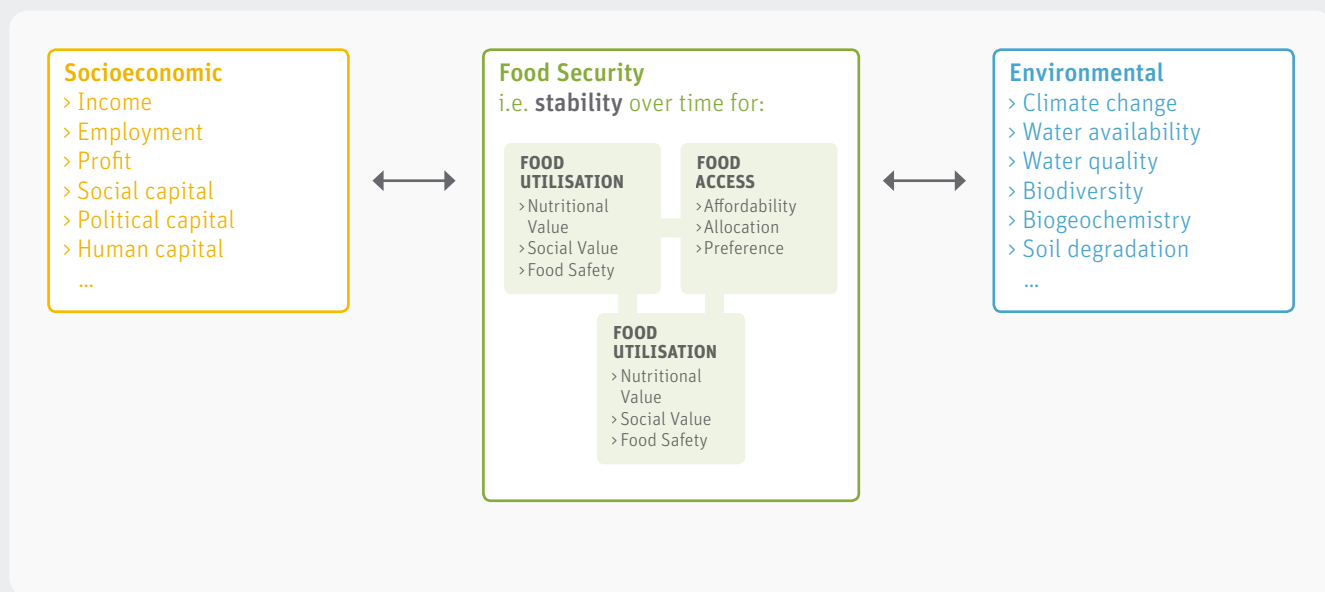 Socioeconomic
> Income
> Employment
> Profit
> Social capital
> Political capital
> Human capital
...
Food Security
i.e. stability over time for:
FOOD
UTILISATION
> Nutritional
Value
> Social Value
> Food Safety
FOOD
ACCESS
> Affordability
> Allocation
> Preference
FOOD
UTILISATION
> Nutritional
Value
> Social Value
> Food Safety
Environmental
> Climate change
> Water availability
> Water quality
> Biodiversity
> Biogeochemistry
> Soil degradation
...